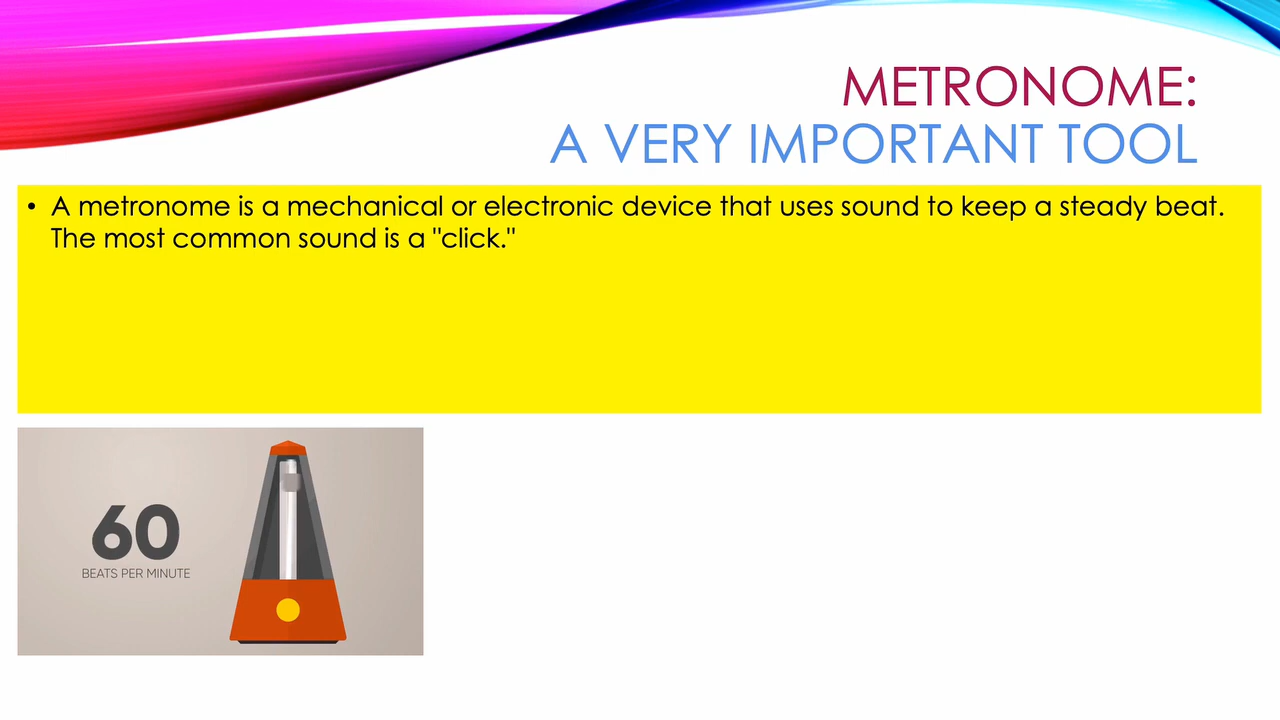 METRONOME:
A VERY IMPORTANT TOOL
• A metronome is a mechanical or electronic device that uses sound to keep a steady beat.
The most common sound is a "click."
60
BEATS PER MINUTE